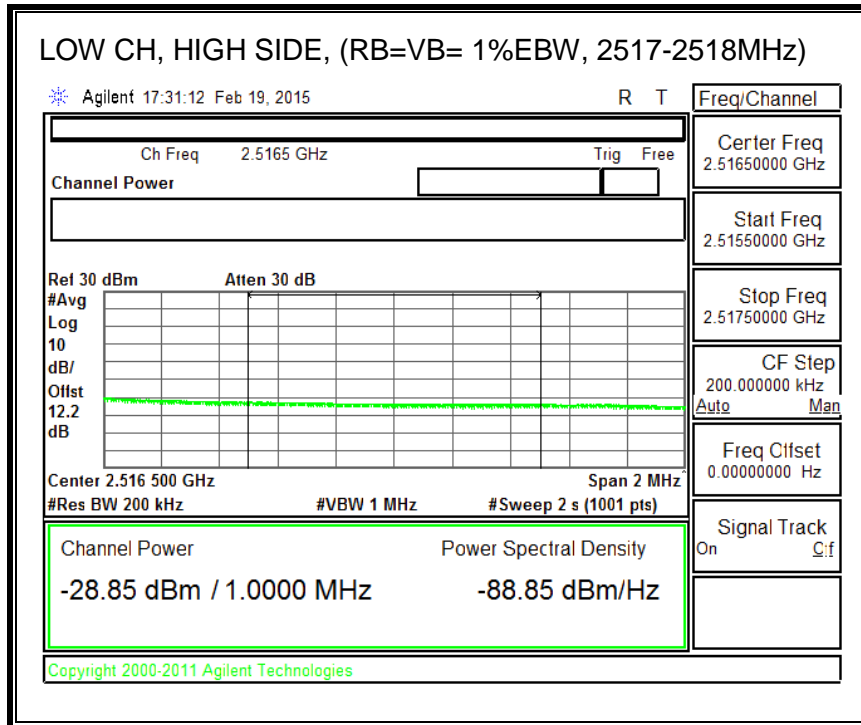 LOW CH, HIGH SIDE, (RB=VB= 1%EBW, 2517-2518MHz)
Agilent 17:31:12 Feb 19, 2015 R T
Freq/Channel
Ch Freq 2.5165 GHz Trig Free
Channel Power
Center Freq
2.51650000 GHz
Start Freq
2.51550000 GHz
Stop Freq
2.51750000 GHz
CF Step
200.000000 kHz
Auto Man
Freq Offset
0.00000000 Hz
Signal Track
On Off
Ref 30 dBm Atten 30 dB
#Avg
Log
10
dB/
Offst
12.2
dB
Center 2.516 500 GHz Span 2 MHz
#Res BW 200 kHz #VBW 1 MHz #Sweep 2 s (1001 pts)
Channel Power Power Spectral Density
-28.85 dBm / 1.0000 MHz -88.85 dBm/Hz
Copyright 2000-2011 Agilent Technologies